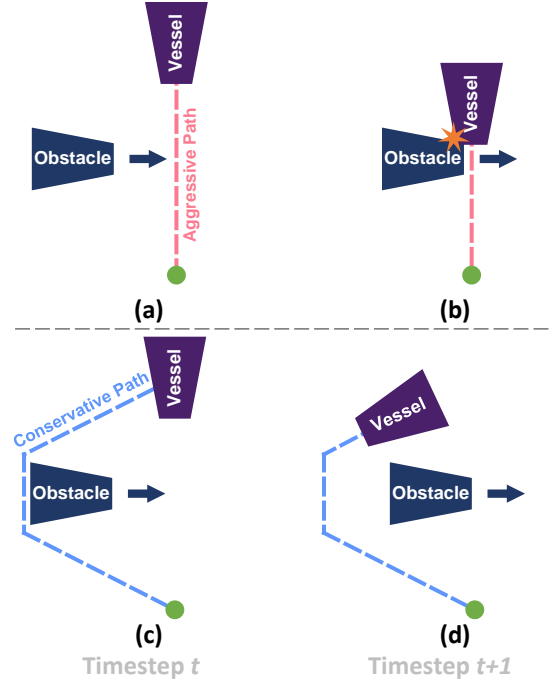 Vessel
Obstacle
Aggressive Path
(a)
Vessel
Obstacle
(b)
Vessel
Conservative Path
Obstacle
(c)
Timestep t
Vessel
Obstacle
(d)
Timestep t+1